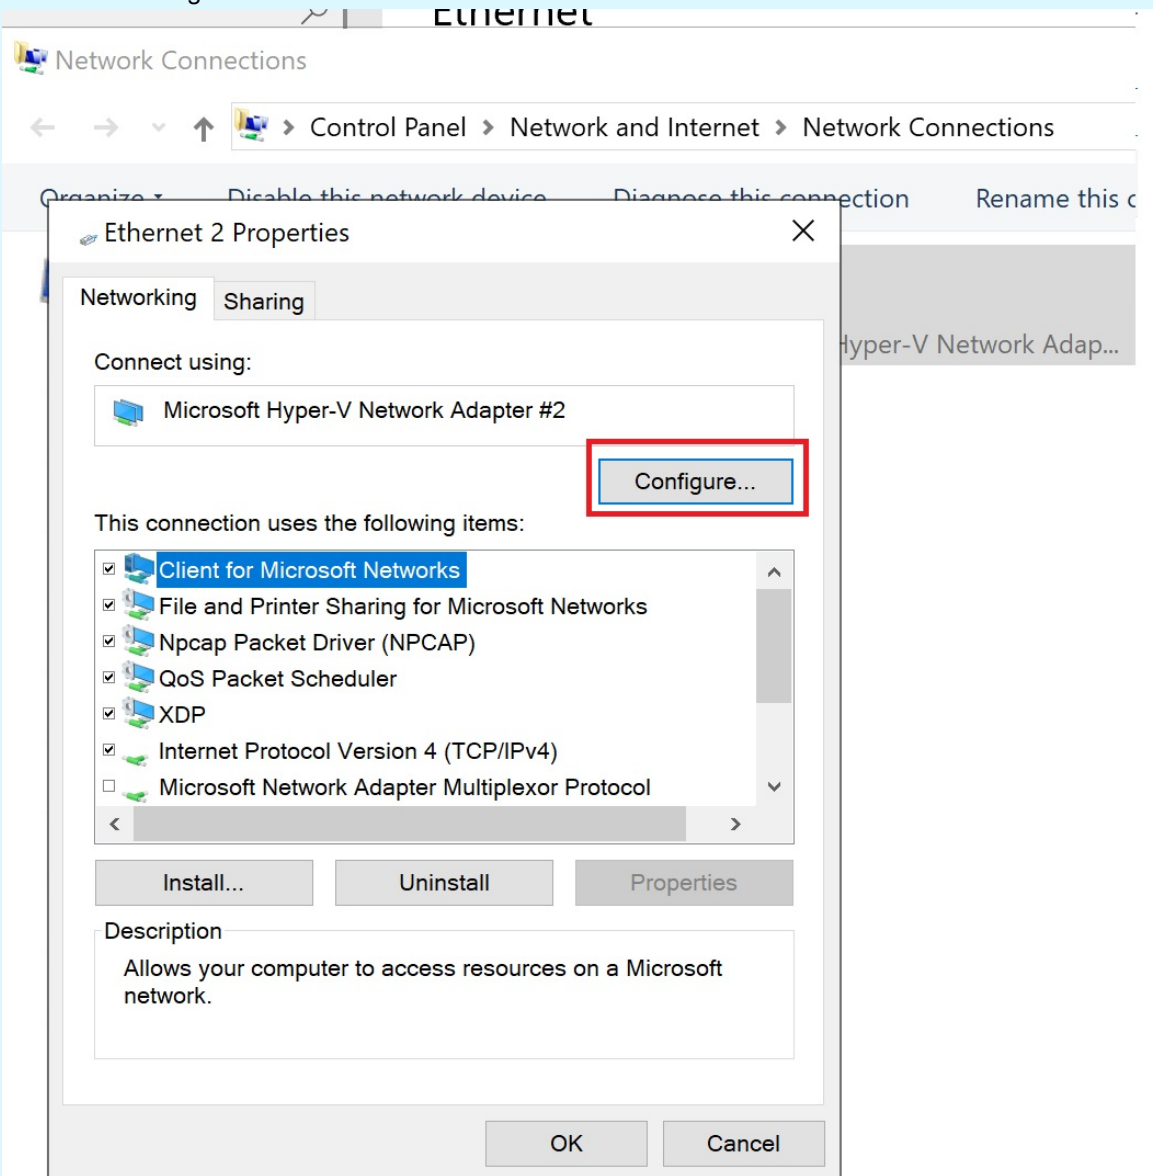 Ethernet
Network Connections
Control Panel > Network and Internet > Network Connections
Organize Disable this network device Diagnose this connection Rename this c
Ethernet 2 Properties
Networking Sharing
Hyper-V Network Adap...
Connect using:
Microsoft Hyper-V Network Adapter #2
Configure...
This connection uses the following items:
Client for Microsoft Networks
File and Printer Sharing for Microsoft Networks
Npcap Packet Driver (NPCAP)
QoS Packet Scheduler
XDP
Internet Protocol Version 4 (TCP/IPv4)
Microsoft Network Adapter Multiplexor Protocol
Install... Uninstall Properties
Description
Allows your computer to access resources on a Microsoft
network.
OK Cancel